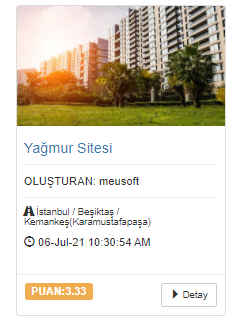 Yağmur Sitesi
OLUŞTURAN: meusoft
İstanbul / Beşiktaş /
Kemankeş(Karamustafapaşa)
06-Jul-21 10:30:54 AM
PUAN:3.33
Detay